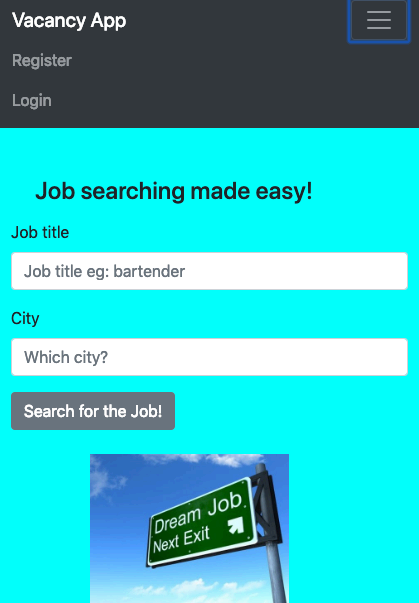 Vacancy App
Register
Login
Job searching made easy!
Job title
Job title eg: bartender
City
Which city?
Search for the Job!
Dream Job
Next Exit